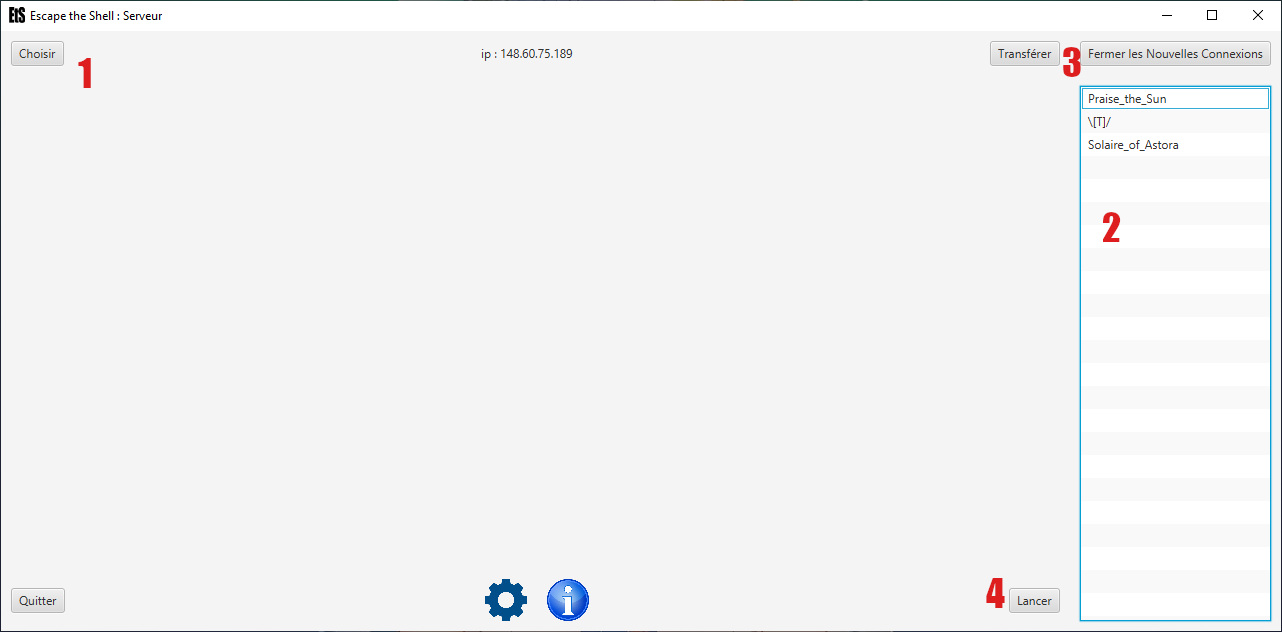 EtS Escape the Shell : Serveur
Choisir
1
ip : 148.60.75.189
Transférer
3
Fermer les Nouvelles Connexions
Praise_the_Sun
\[T]/
Solaire_of_Astora
2
Quitter
i
4
Lancer